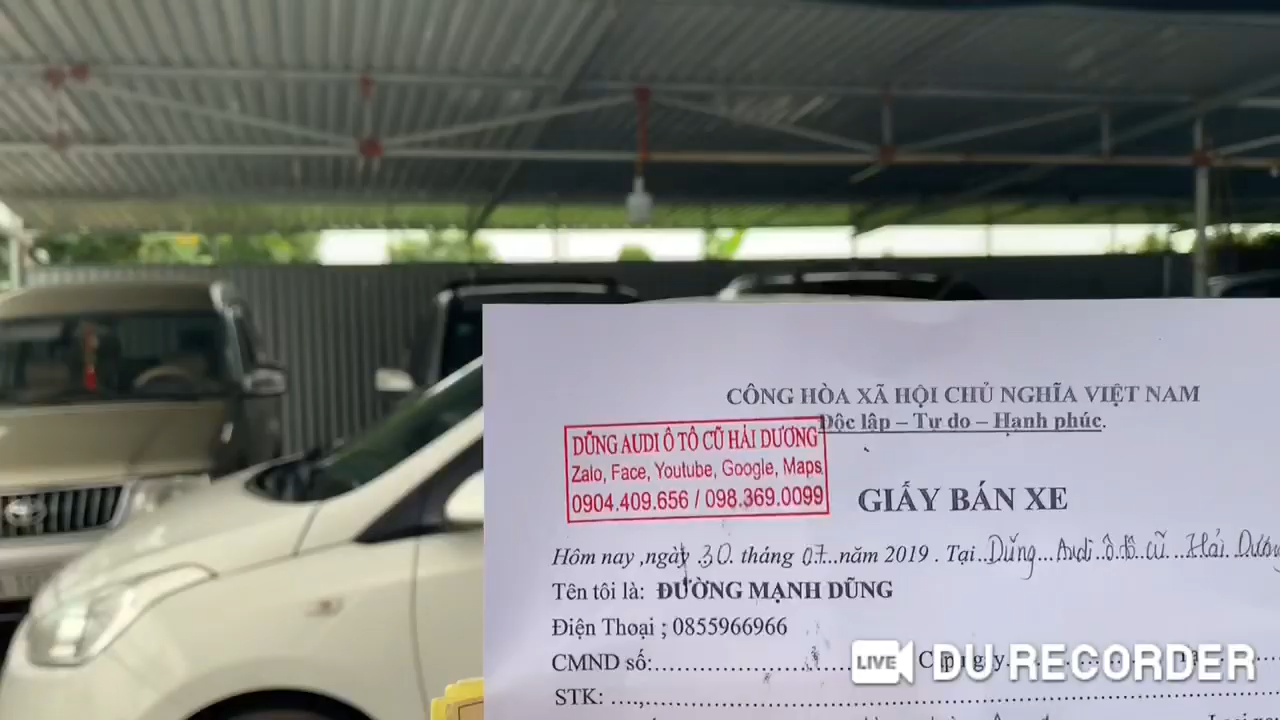 CÔNG HÒA XÃ HỘI CHỦ NGHĨA VIỆT NAM
Độc lập – Tự do – Hạnh phúc.
DŨNG AUDI Ô TÔ CŨ HẢI DƯƠNG
Zalo, Face, Youtube, Google, Maps
0904.409.656 / 098.369.0099
GIẤY BÁN XE
Hôm nay ,ngày .30. tháng 07...năm 2019 . Tại..Dũng...Audi..ô.tô cũ...Hải Dương
Tên tôi là: ĐƯỜNG MẠNH DŨNG
Điện Thoại ; 0855966966
CMND số:.......... Cấp ngày..........
STK: ....,..........
LIVE DU RECORDER